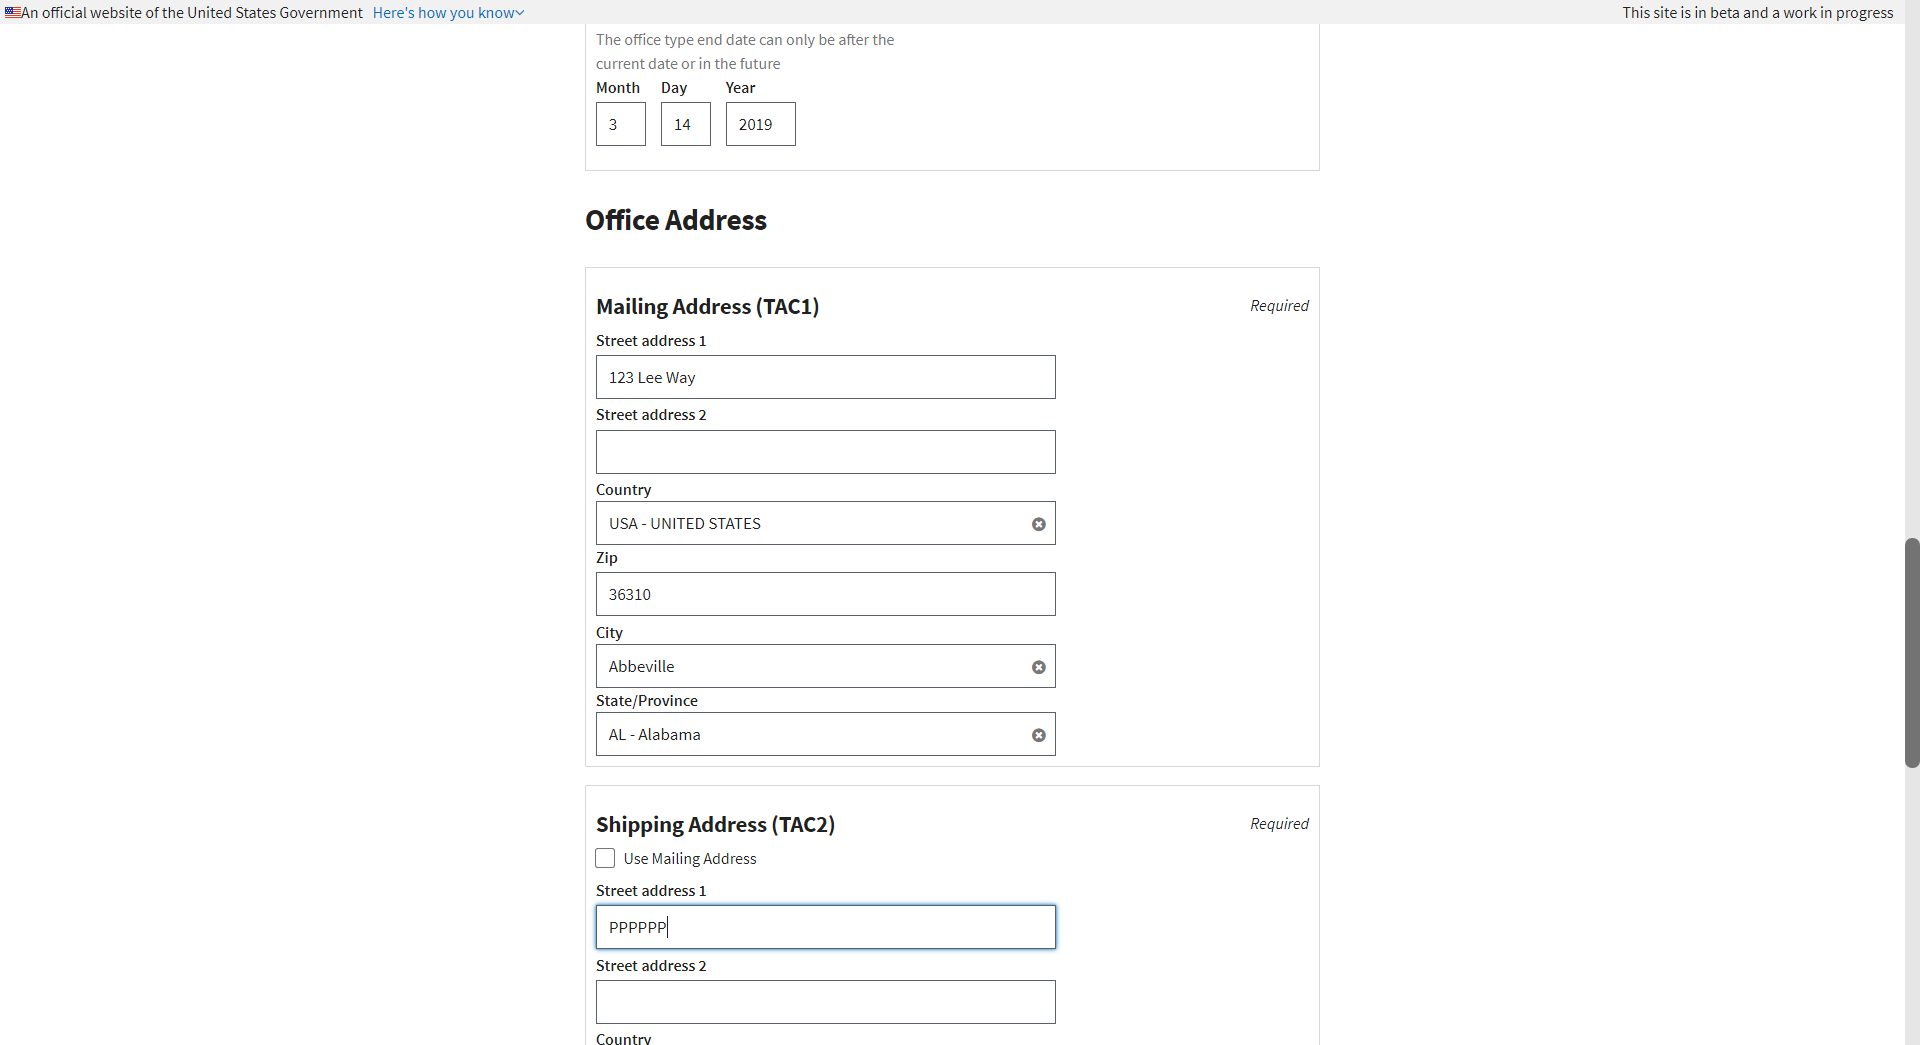 An official website of the United States Government Here's how you know
This site is in beta and a work in progress
The office type end date can only be after the
current date or in the future
Month Day Year
3 14 2019
Office Address
Mailing Address (TAC1) Required
Street address 1
123 Lee Way
Street address 2
Country
USA - UNITED STATES
Zip
36310
City
Abbeville
State/Province
AL - Alabama
Shipping Address (TAC2) Required
Use Mailing Address
Street address 1
PPPPPP
Street address 2
Country